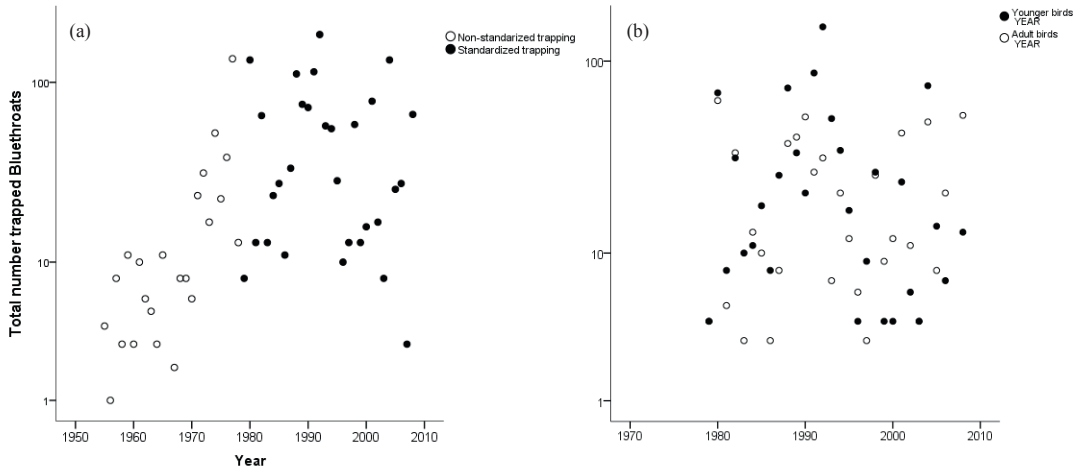 (a)
Non-standarized trapping
Standardized trapping
Total number trapped Bluethroats
100
10
1
1950 1960 1970 1980 1990 2000 2010
Year
(b)
Younger birds
YEAR
Adult birds
YEAR
100
10
1
1970 1980 1990 2000 2010